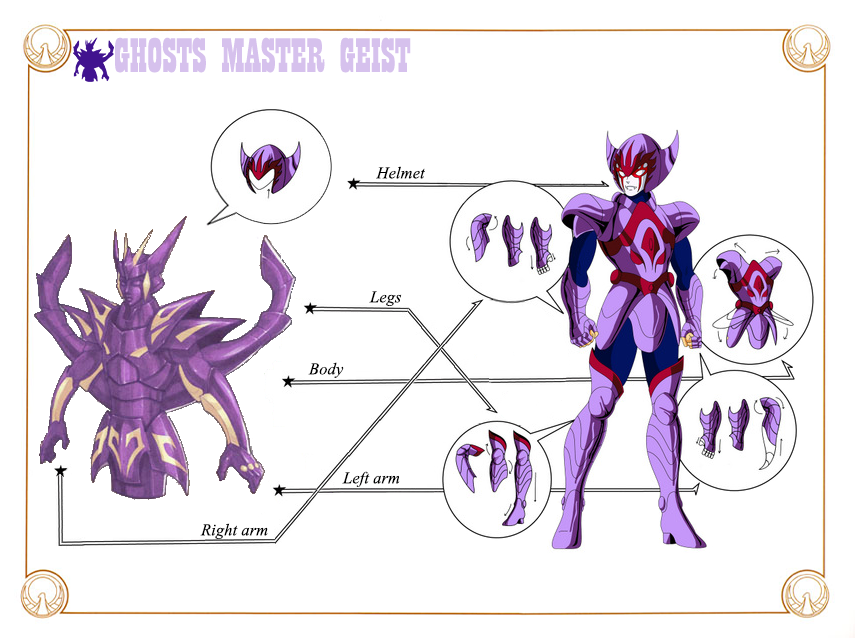 GHOSTS MASTER GEIST
Helmet
Legs
Body
Left arm
Right arm